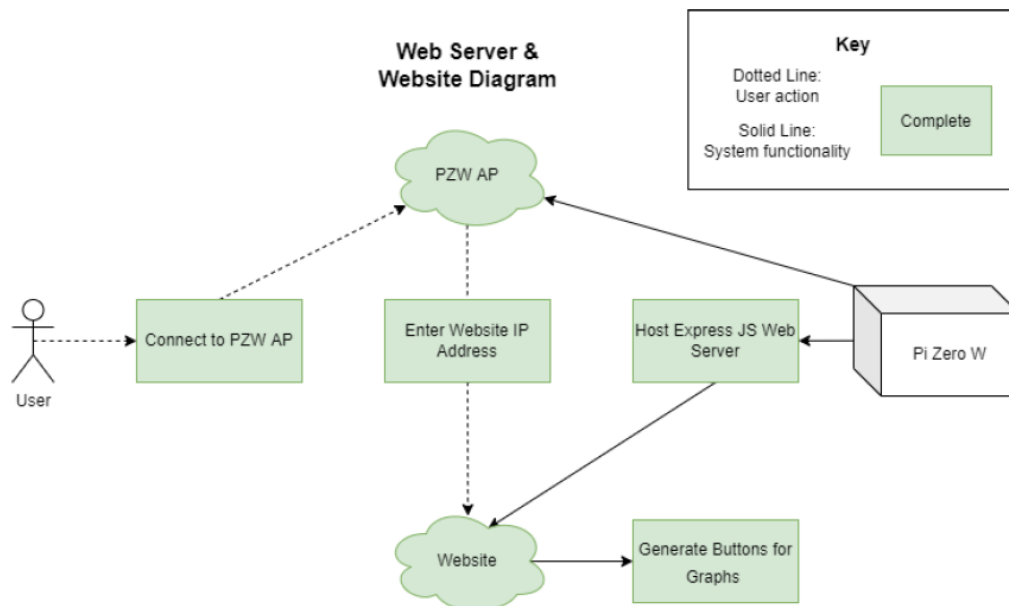 Web Server &
Website Diagram
Key
Dotted Line:
User action
Solid Line:
System functionality
Complete
PZW AP
User
Connect to PZW AP
Enter Website IP
Address
Host Express JS Web
Server
Pi Zero W
Website
Generate Buttons for
Graphs